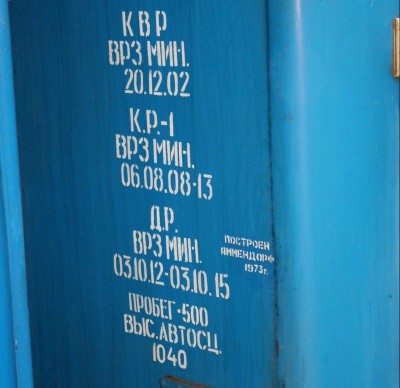 КВР
ВРЗ МИН.
20.12.02
К.Р.-1
ВРЗ МИН.
06.08.08-13
Д.Р.
ВРЗ МИН.
03.10.12-03.10.15
ПРОБЕГ-500
ВЫС.АВТОСЦ.
1040
ПОСТРОЕН
АММЕНДОРФ
1973г.